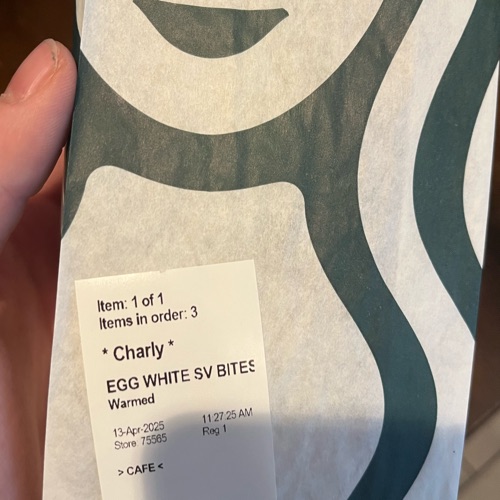 Item: 1 of 1
Items in order: 3
* Charly *
EGG WHITE SV BITES
Warmed
13-Apr-2025 11:27:25 AM
Store: 75565 Reg 1
> CAFE <